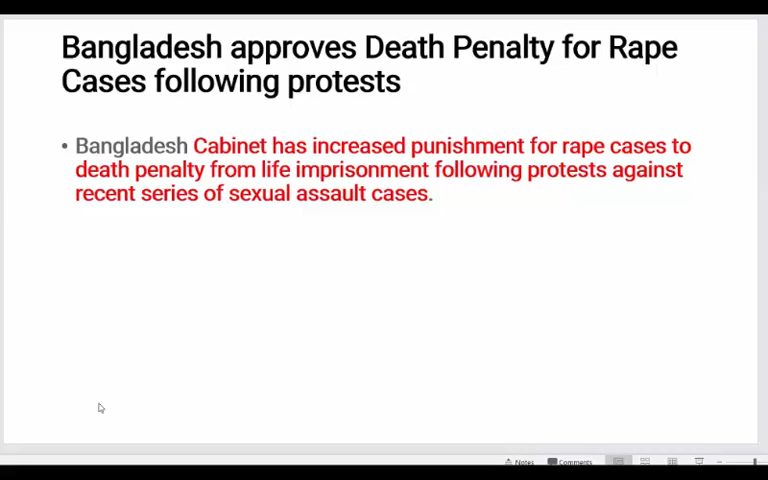 Bangladesh approves Death Penalty for Rape
Cases following protests
• Bangladesh Cabinet has increased punishment for rape cases to
death penalty from life imprisonment following protests against
recent series of sexual assault cases.
Notes Comments